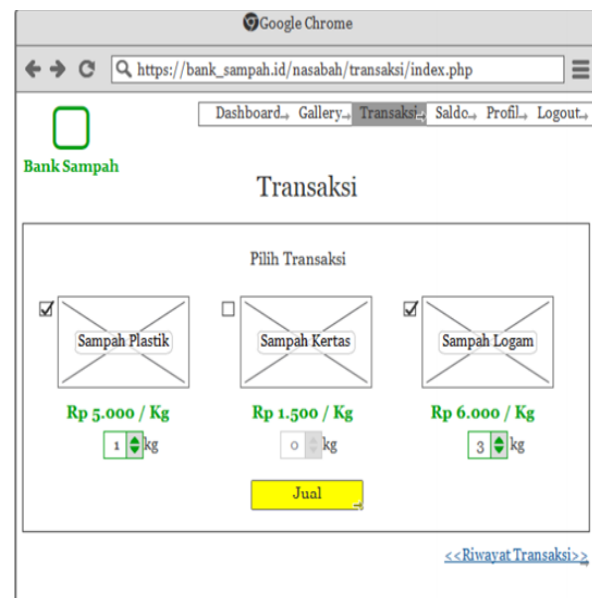 Google Chrome
https://bank_sampah.id/nasabah/transaksi/index.php
Dashboard Gallery Transaksi Saldo Profil Logout
Bank Sampah
Transaksi
Pilih Transaksi
Sampah Plastik Sampah Kertas Sampah Logam
Rp 5.000 / Kg Rp 1.500 / Kg Rp 6.000 / Kg
1 kg 0 kg 3 kg
Jual
<<Riwayat Transaksi>>